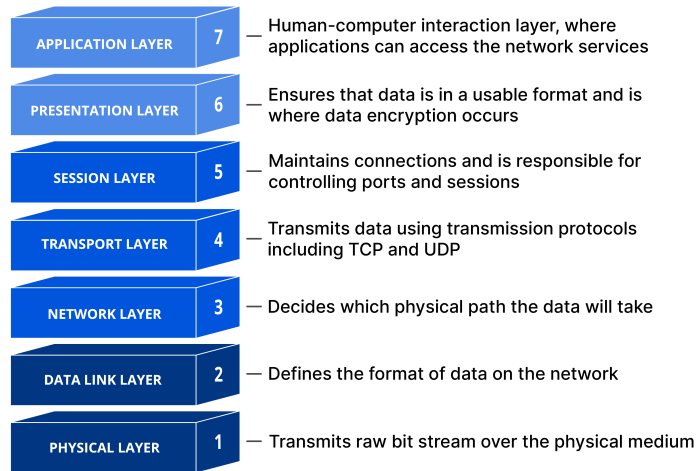 APPLICATION LAYER 7
Human-computer interaction layer, where
applications can access the network services
PRESENTATION LAYER 6
Ensures that data is in a usable format and is
where data encryption occurs
SESSION LAYER 5
Maintains connections and is responsible for
controlling ports and sessions
TRANSPORT LAYER 4
Transmits data using transmission protocols
including TCP and UDP
NETWORK LAYER 3
Decides which physical path the data will take
DATA LINK LAYER 2
Defines the format of data on the network
PHYSICAL LAYER 1
Transmits raw bit stream over the physical medium